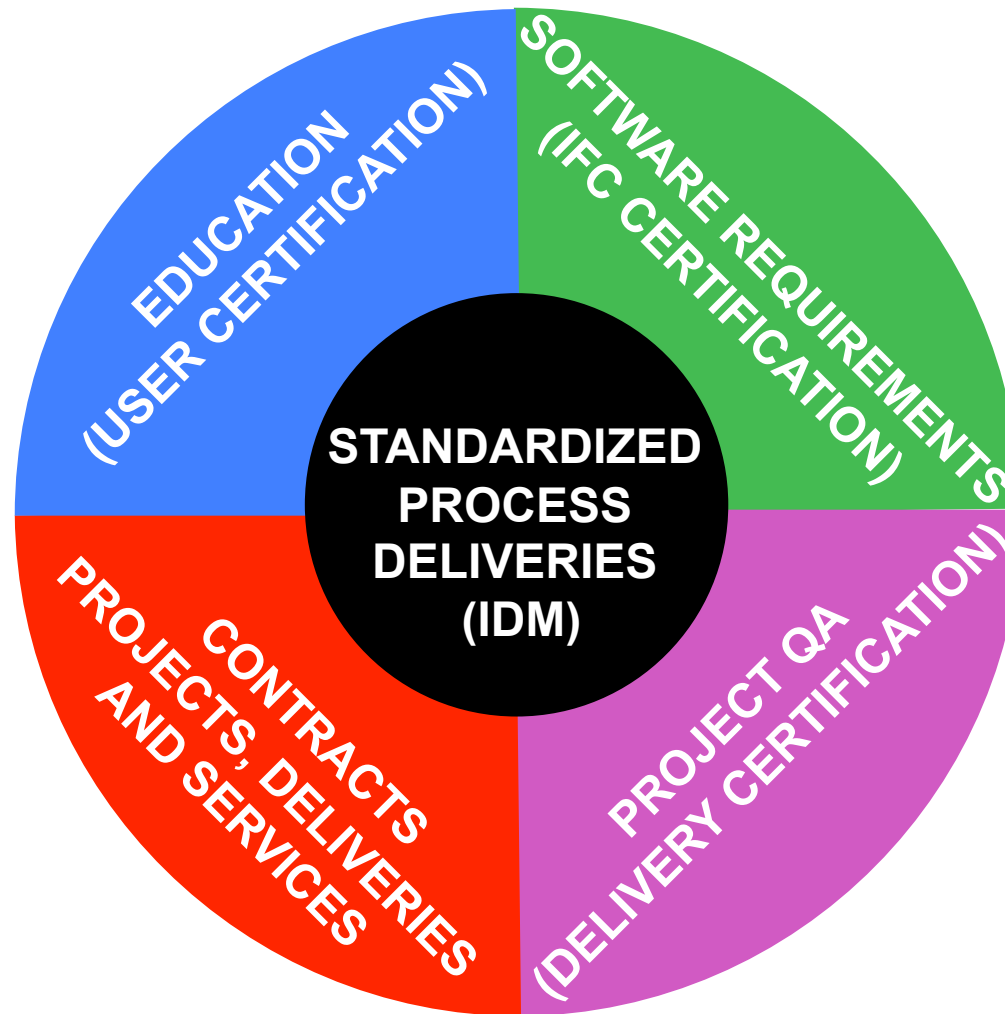 EDUCATION
(USER CERTIFICATION)
SOFTWARE REQUIREMENTS
(IFC CERTIFICATION)
STANDARDIZED
PROCESS
DELIVERIES
(IDM)
CONTRACTS
PROJECTS, DELIVERIES
AND SERVICES
PROJECT QA
(DELIVERY CERTIFICATION)